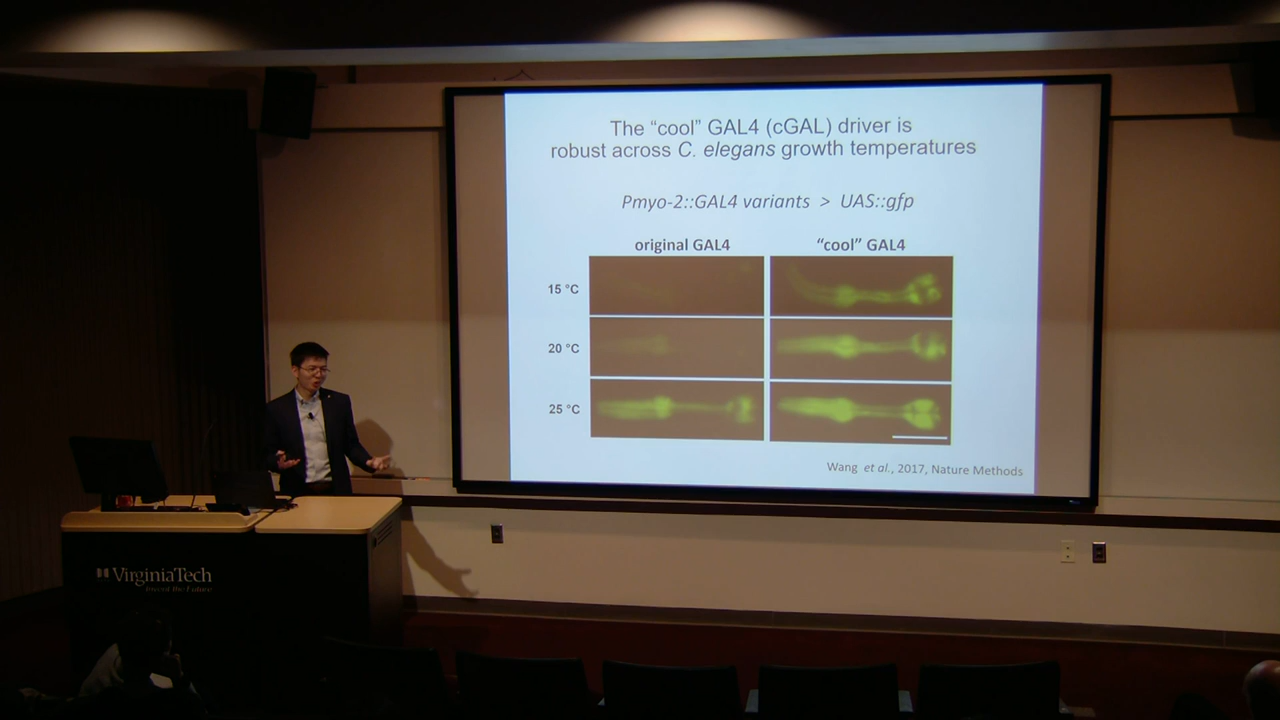 The “cool” GAL4 (cGAL) driver is
robust across C. elegans growth temperatures
Pmyo-2::GAL4 variants > UAS::gfp
original GAL4
“cool” GAL4
15 °C
20 °C
25 °C
Wang et al., 2017, Nature Methods
VirginiaTech
Invent the Future